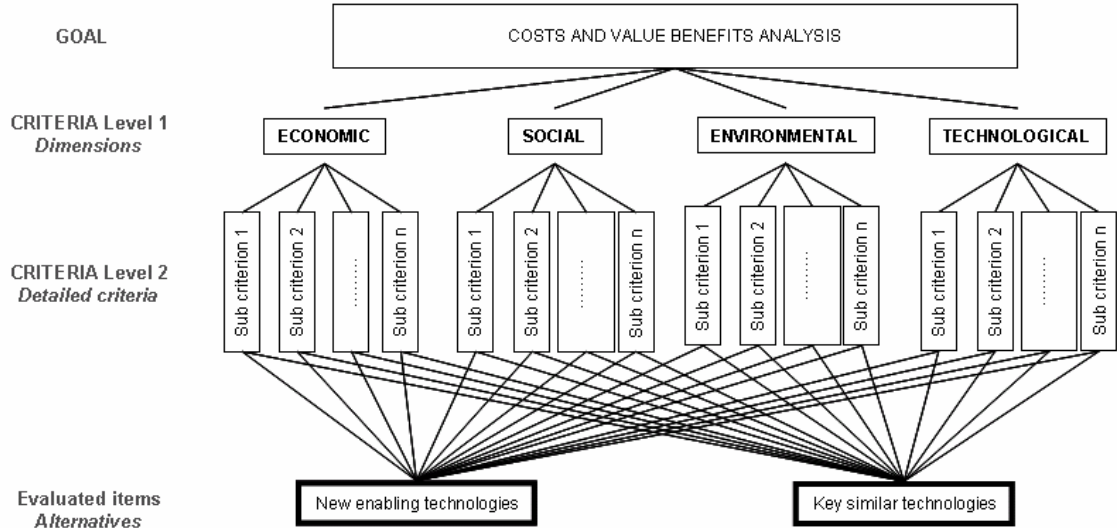 GOAL
COSTS AND VALUE BENEFITS ANALYSIS
CRITERIA Level 1
Dimensions
ECONOMIC
SOCIAL
ENVIRONMENTAL
TECHNOLOGICAL
CRITERIA Level 2
Detailed criteria
Sub criterion 1
Sub criterion 2
..........
Sub criterion n
Sub criterion 1
Sub criterion 2
..........
Sub criterion n
Sub criterion 1
Sub criterion 2
..........
Sub criterion n
Sub criterion 1
Sub criterion 2
..........
Sub criterion n
Evaluated items
Alternatives
New enabling technologies
Key similar technologies